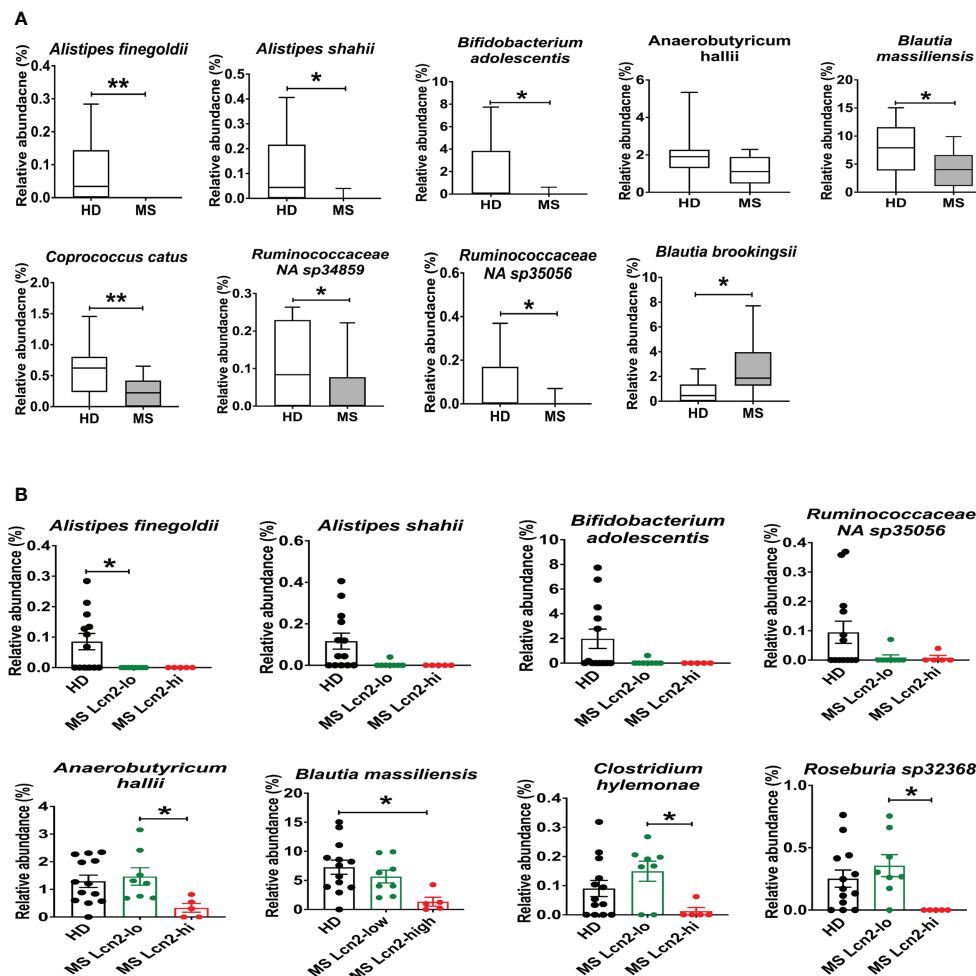 A
Alistipes finegoldii
Relative abundacne (%)
0.4
0.3
0.2
0.1
0.0
**
HD MS
Alistipes shahii
Relative abundacne (%)
0.5
0.4
0.3
0.2
0.1
0.0
*
HD MS
Bifidobacterium
adolescentis
Relative abundacne (%)
10
8
6
4
2
0
*
HD MS
Anaerobutyricum
hallii
Relative abundacne (%)
6
4
2
0
HD MS
Blautia
massiliensis
Relative abundacne (%)
20
15
10
5
0
*
HD MS
Coprococcus catus
Relative abundacne (%)
2.0
1.5
1.0
0.5
0.0
**
HD MS
Ruminococcaceae
NA sp34859
Relative abundacne (%)
0.3
0.2
0.1
0.0
*
HD MS
Ruminococcaceae
NA sp35056
Relative abundacne (%)
0.6
0.4
0.2
0.0
*
HD MS
Blautia brookingsii
Relative abundacne (%)
10
8
6
4
2
0
*
HD MS
B
Alistipes finegoldii
Relative abundance (%)
0.4
0.3
0.2
0.1
0.0
*
HD
MS Lcn2-lo
MS Lcn2-hi
Alistipes shahii
Relative abundance (%)
0.6
0.4
0.2
0.0
HD
MS Lcn2-lo
MS Lcn2-hi
Bifidobacterium
adolescentis
Relative abundance (%)
10
8
6
4
2
0
HD
MS Lcn2-lo
MS Lcn2-hi
Ruminococcaceae
NA sp35056
Relative abundance (%)
0.4
0.3
0.2
0.1
0.0
HD
MS Lcn2-lo
MS Lcn2-hi
Anaerobutyricum
hallii
Relative abundance (%)
4
3
2
1
0
*
HD
MS Lcn2-lo
MS Lcn2-hi
Blautia massiliensis
Relative abundance (%)
20
15
10
5
0
*
HD
MS Lcn2-low
MS Lcn2-high
Clostridium
hylemonae
Relative abundance (%)
0.4
0.3
0.2
0.1
0.0
*
HD
MS Lcn2-lo
MS Lcn2-hi
Roseburia sp32368
Relative abundance (%)
1.0
0.5
0.0
*
HD
MS Lcn2-lo
MS Lcn2-hi